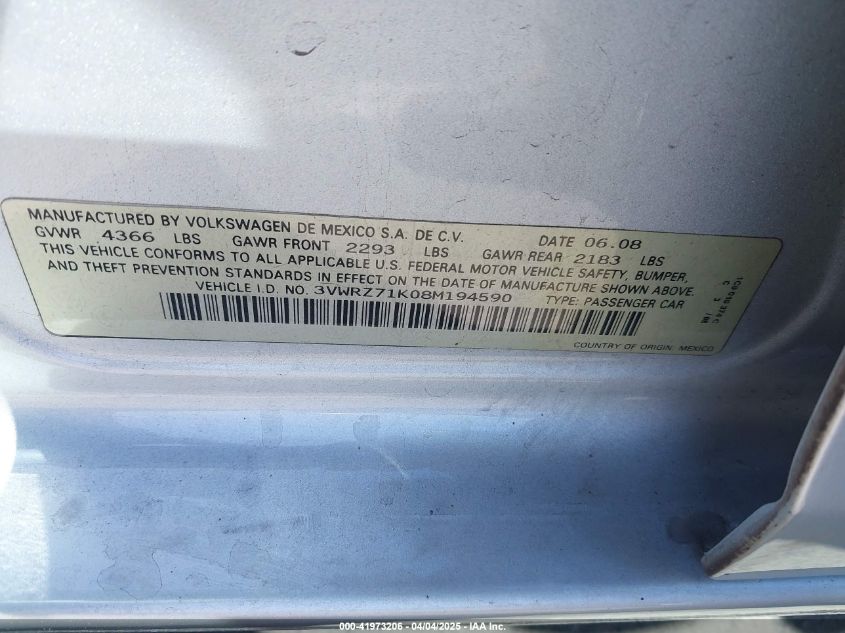 MANUFACTURED BY VOLKSWAGEN DE MEXICO S.A. DE C.V. DATE 06.08
GVWR 4366 LBS GAWR FRONT 2293 LBS GAWR REAR 2183 LBS
THIS VEHICLE CONFORMS TO ALL APPLICABLE U.S. FEDERAL MOTOR VEHICLE SAFETY, BUMPER,
AND THEFT PREVENTION STANDARDS IN EFFECT ON THE DATE OF MANUFACTURE SHOWN ABOVE.
VEHICLE I.D. NO. 3VWRZ71K08M194590 TYPE: PASSENGER CAR
COUNTRY OF ORIGIN: MEXICO
000-41973206 - 04/04/2025 - IAA Inc.